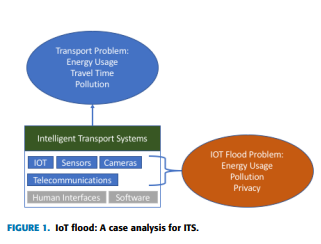 Transport Problem:
Energy Usage
Travel Time
Pollution
Intelligent Transport Systems
IOT Sensors Cameras
Telecommunications
Human Interfaces Software
IOT Flood Problem:
Energy Usage
Pollution
Privacy
FIGURE 1. IoT flood: A case analysis for ITS.